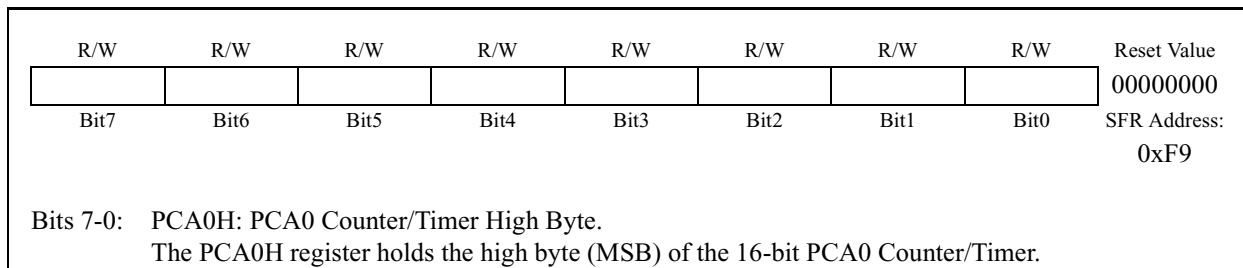 R/W R/W R/W R/W R/W R/W R/W R/W Reset Value
00000000
Bit7 Bit6 Bit5 Bit4 Bit3 Bit2 Bit1 Bit0 SFR Address:
0xF9
Bits 7-0: PCA0H: PCA0 Counter/Timer High Byte.
The PCA0H register holds the high byte (MSB) of the 16-bit PCA0 Counter/Timer.